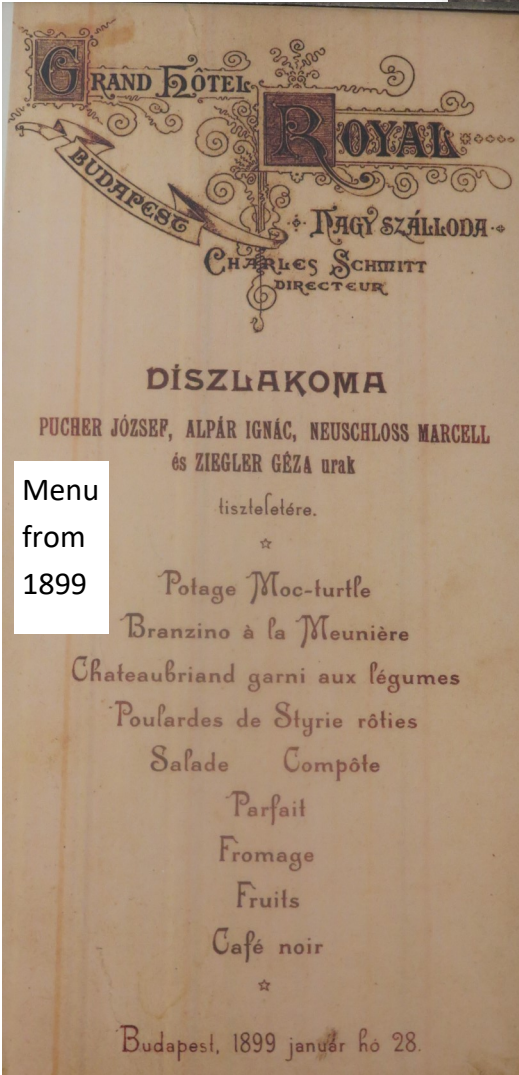 GRAND HÔTEL
ROYAL
BUDAPEST
NAGY SZÁLLODA
CHARLES SCHMITT
DIRECTEUR
DÍSZLAKOMA
PUCHER JÓZSEF, ALPÁR IGNÁC, NEUSCHLOSS MARCELL
és ZIEGLER GÉZA urak
tiszteletére.
Menu
from
1899
Potage Moc-turtle
Branzino à la Meunière
Chateaubriand garni aux légumes
Poulardes de Styrie rôties
Salade Compôte
Parfait
Fromage
Fruits
Café noir
Budapest, 1899 január hó 28.